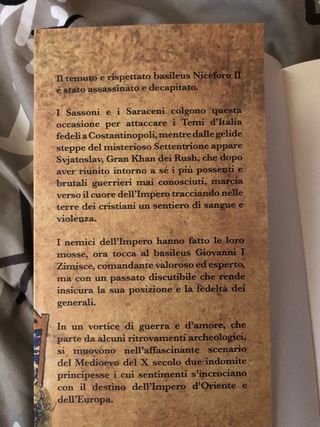 Il temuto e rispettato basileus Niceforo II
è stato assassinato e decapitato.
I Sassoni e i Saraceni colgono questa
occasione per attaccare i Temi d'Italia
fedeli a Costantinopoli, mentre dalle gelide
steppe del misterioso Settentrione appare
Svjatoslav, Gran Khan dei Rush, che dopo
aver riunito intorno a sé i più possenti e
brutali guerrieri mai conosciuti, marcia
verso il cuore dell'Impero tracciando nelle
terre dei cristiani un sentiero di sangue e
violenza.
I nemici dell'Impero hanno fatto le loro
mosse, ora tocca al basileus Giovanni I
Zimisce, comandante valoroso ed esperto,
ma con un passato discutibile che rende
insicura la sua posizione e la fedeltà dei
generali.
In un vortice di guerra e d'amore, che
parte da alcuni ritrovamenti archeologici,
si muovono nell'affascinante scenario
del Medioevo del X secolo due indomite
principesse i cui sentimenti s'incrociano
con il destino dell'Impero d'Oriente e
dell'Europa.